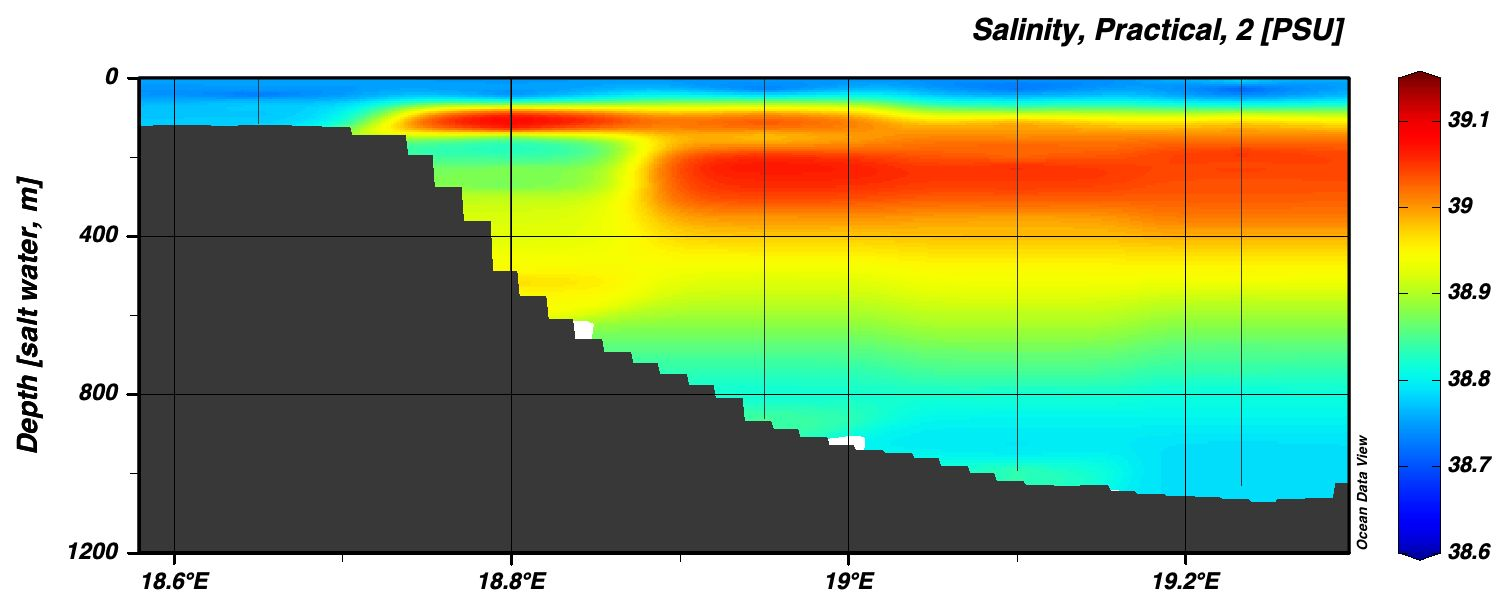 Salinity, Practical, 2 [PSU]
0
400
800
1200
Depth [salt water, m]
18.6°E
18.8°E
19°E
19.2°E
Ocean Data View
39.1
39
38.9
38.8
38.7
38.6